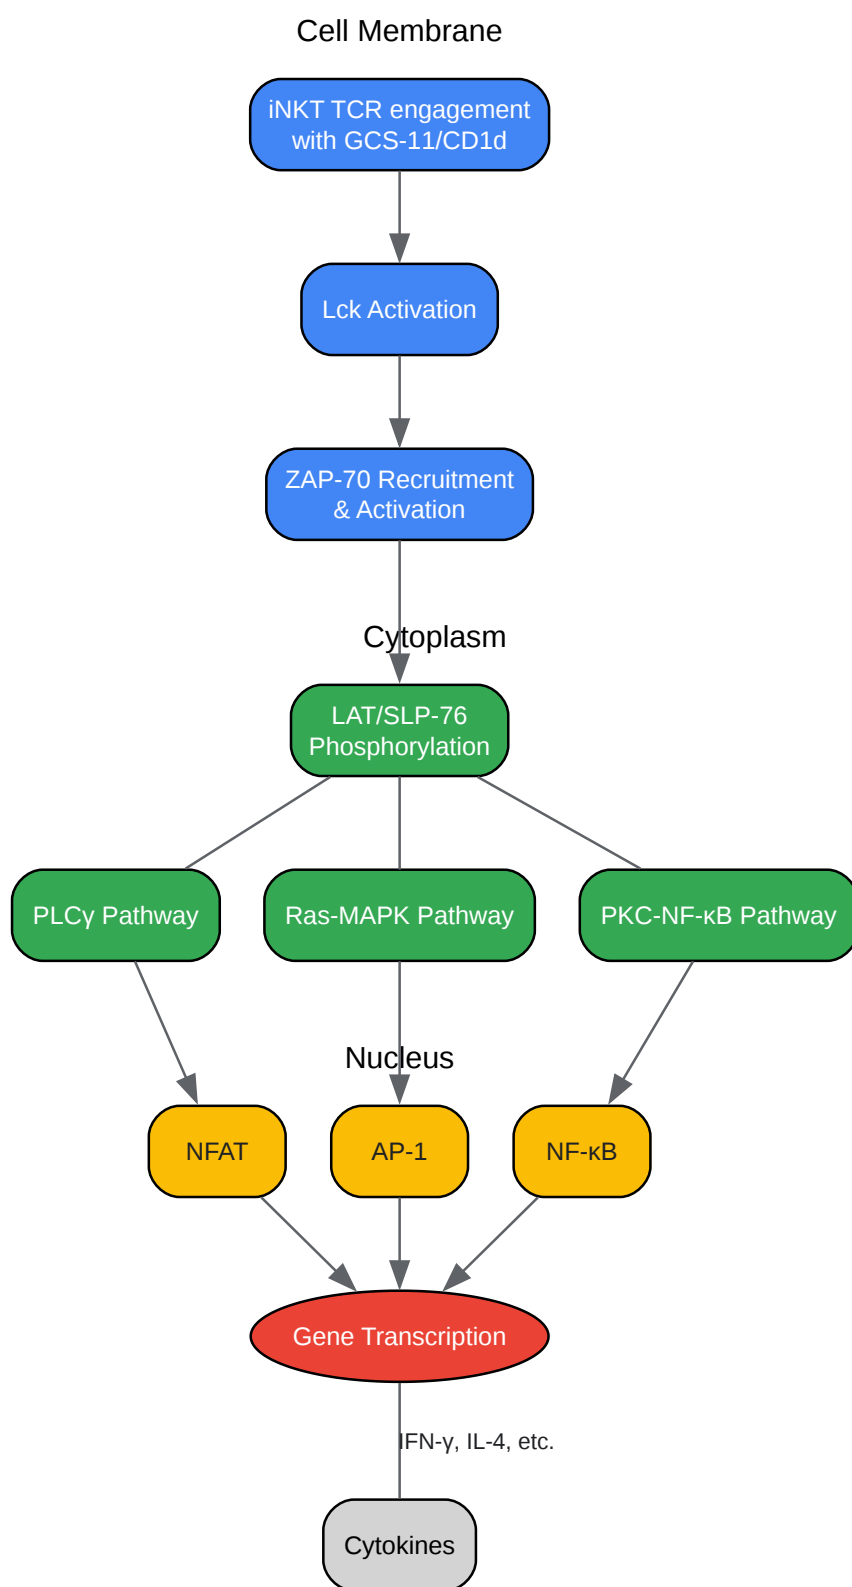 Cell Membrane
iNKT TCR engagement
with GCS-11/CD1d
Lck Activation
ZAP-70 Recruitment
& Activation
Cytoplasm
LAT/SLP-76
Phosphorylation
PLCγ Pathway
Ras-MAPK Pathway
PKC-NF-κB Pathway
Nucleus
NFAT
AP-1
NF-κB
Gene Transcription
IFN-γ, IL-4, etc.
Cytokines